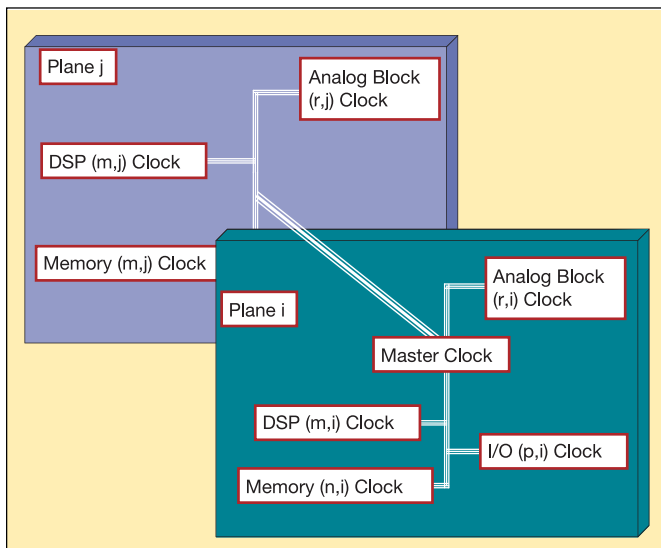 Plane j
Analog Block
(r,j) Clock
DSP (m,j) Clock
Memory (m,j) Clock
Analog Block
(r,i) Clock
Plane i
Master Clock
DSP (m,i) Clock
I/O (p,i) Clock
Memory (n,i) Clock